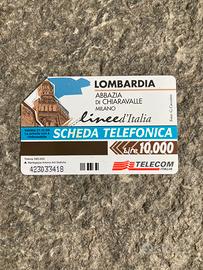 LOMBARDIA
ABBAZIA
DI CHIARAVALLE
MILANO
linee d'Italia
SCHEDA TELEFONICA
Lire 10.000
423033418
TELECOM
ITALIA